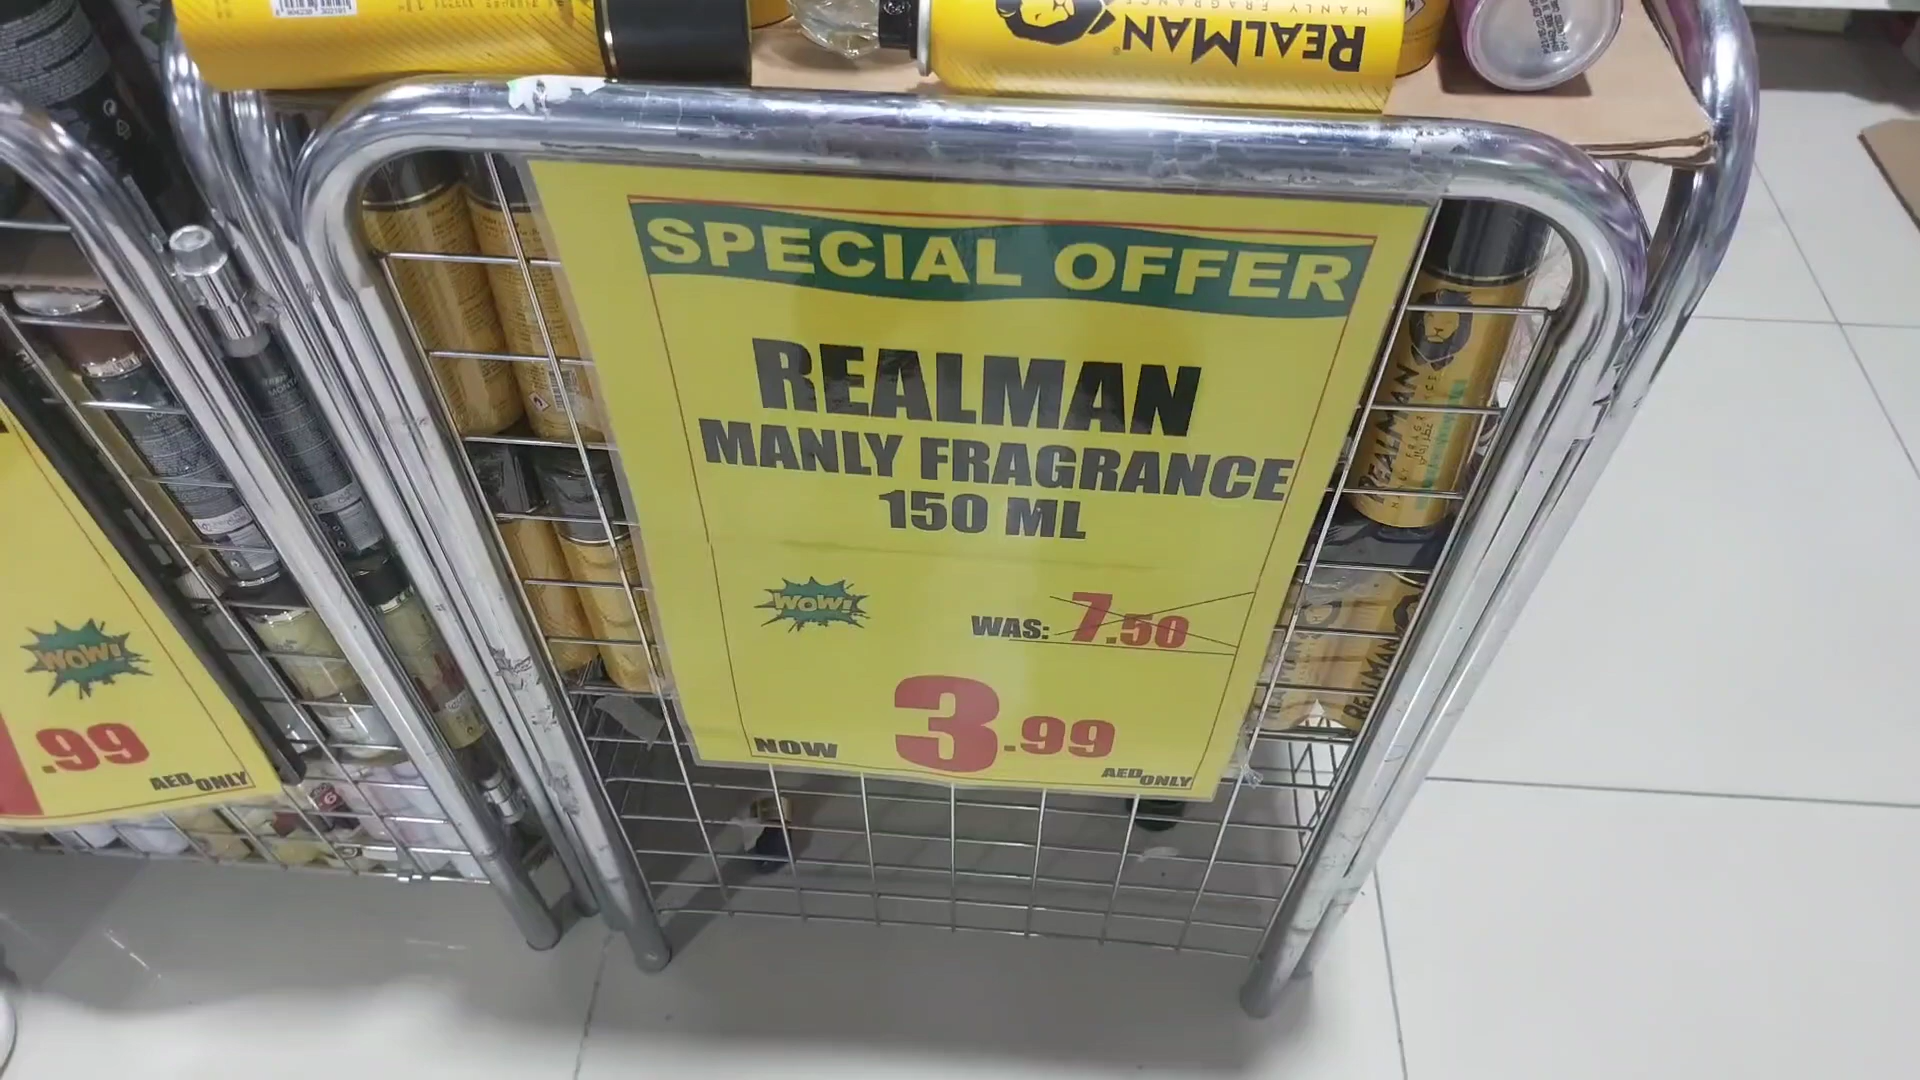 REALMAN
MANLY FRAGRANCE
SPECIAL OFFER
REALMAN
MANLY FRAGRANCE
150 ML
WOW!
WAS: 7.50
NOW 3.99
AED ONLY
WOW!
.99
AED ONLY
REALMAN
REALMAN